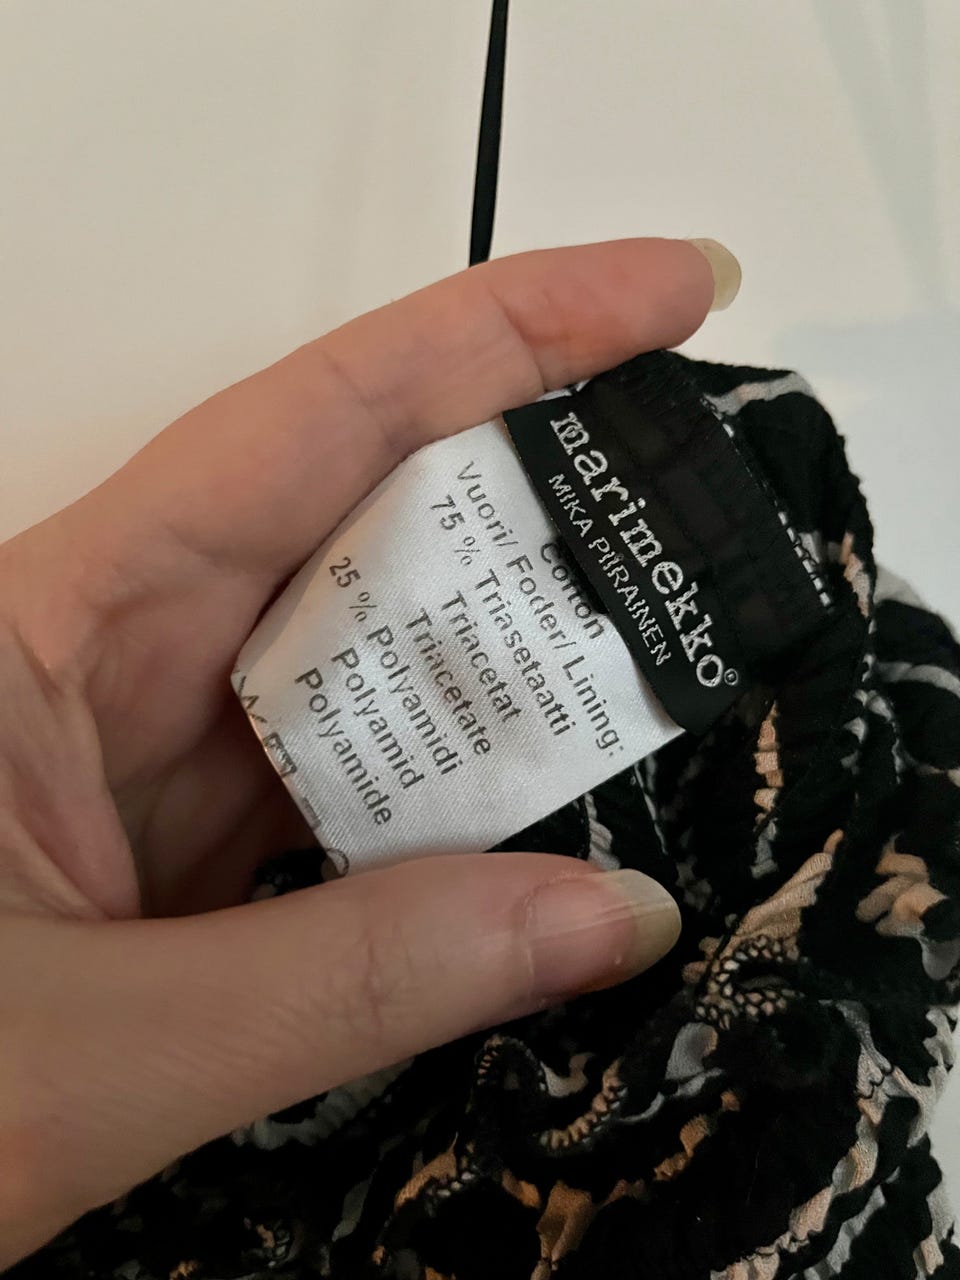 marimekko®
MIKA PIIRAINEN
Cotton
Vuori/ Foder/ Lining:
75 % Triasetaatti
Triacetat
Triacetate
25 % Polyamidi
Polyamid
Polyamide